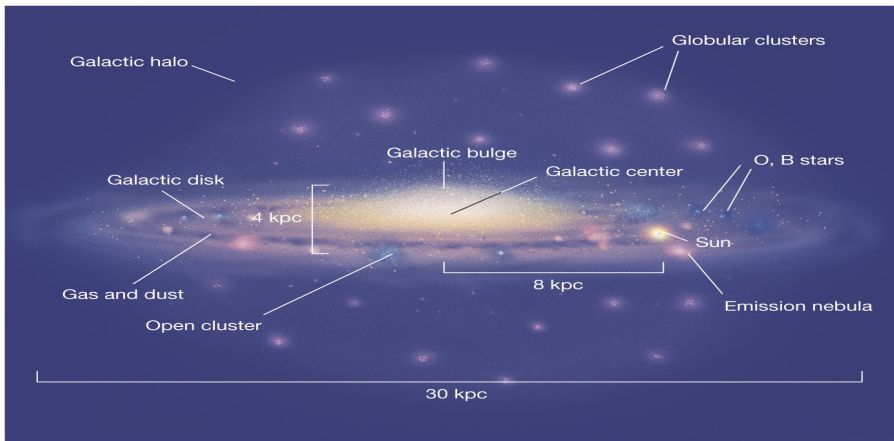 Globular clusters
Galactic halo
Galactic bulge
O, B stars
Galactic center
Galactic disk
4 kpc
Sun
8 kpc
Gas and dust
Emission nebula
Open cluster
30 kpc